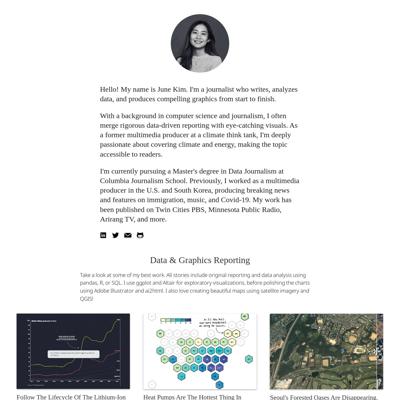 Hello! My name is June Kim. I'm a journalist who writes, analyzes
data, and produces compelling graphics from start to finish.
With a background in computer science and journalism, I often
merge rigorous data-driven reporting with eye-catching visuals. As
a former multimedia producer at a climate think tank, I'm deeply
passionate about covering climate and energy, making the topic
accessible to readers.
I'm currently pursuing a Master's degree in Data Journalism at
Columbia Journalism School. Previously, I worked as a multimedia
producer in the U.S. and South Korea, producing breaking news
and features on immigration, music, and Covid-19. My work has
been published on Twin Cities PBS, Minnesota Public Radio,
Arirang TV, and more.
Data & Graphics Reporting
Take a look at some of my best work. All stories include original reporting and data analysis using
pandas, R, or SQL. I use ggplot and Altair for exploratory visualizations, before polishing the charts
using Adobe Illustrator and ai2html. I also love creating beautiful maps using satellite imagery and
QGIS!
Follow The Lifecycle Of The Lithium-Ion
Heat Pumps Are The Hottest Thing In
Seoul's Forested Oases Are Disappearing.